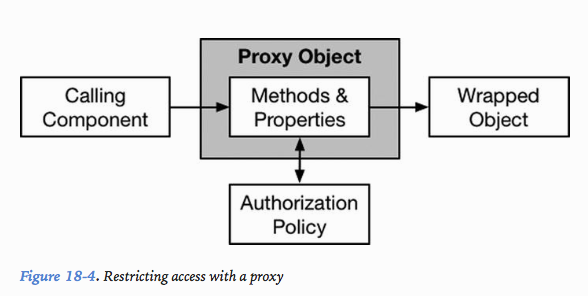 Proxy Object
Calling
Component
Methods &
Properties
Wrapped
Object
Authorization
Policy
Figure 18-4. Restricting access with a proxy